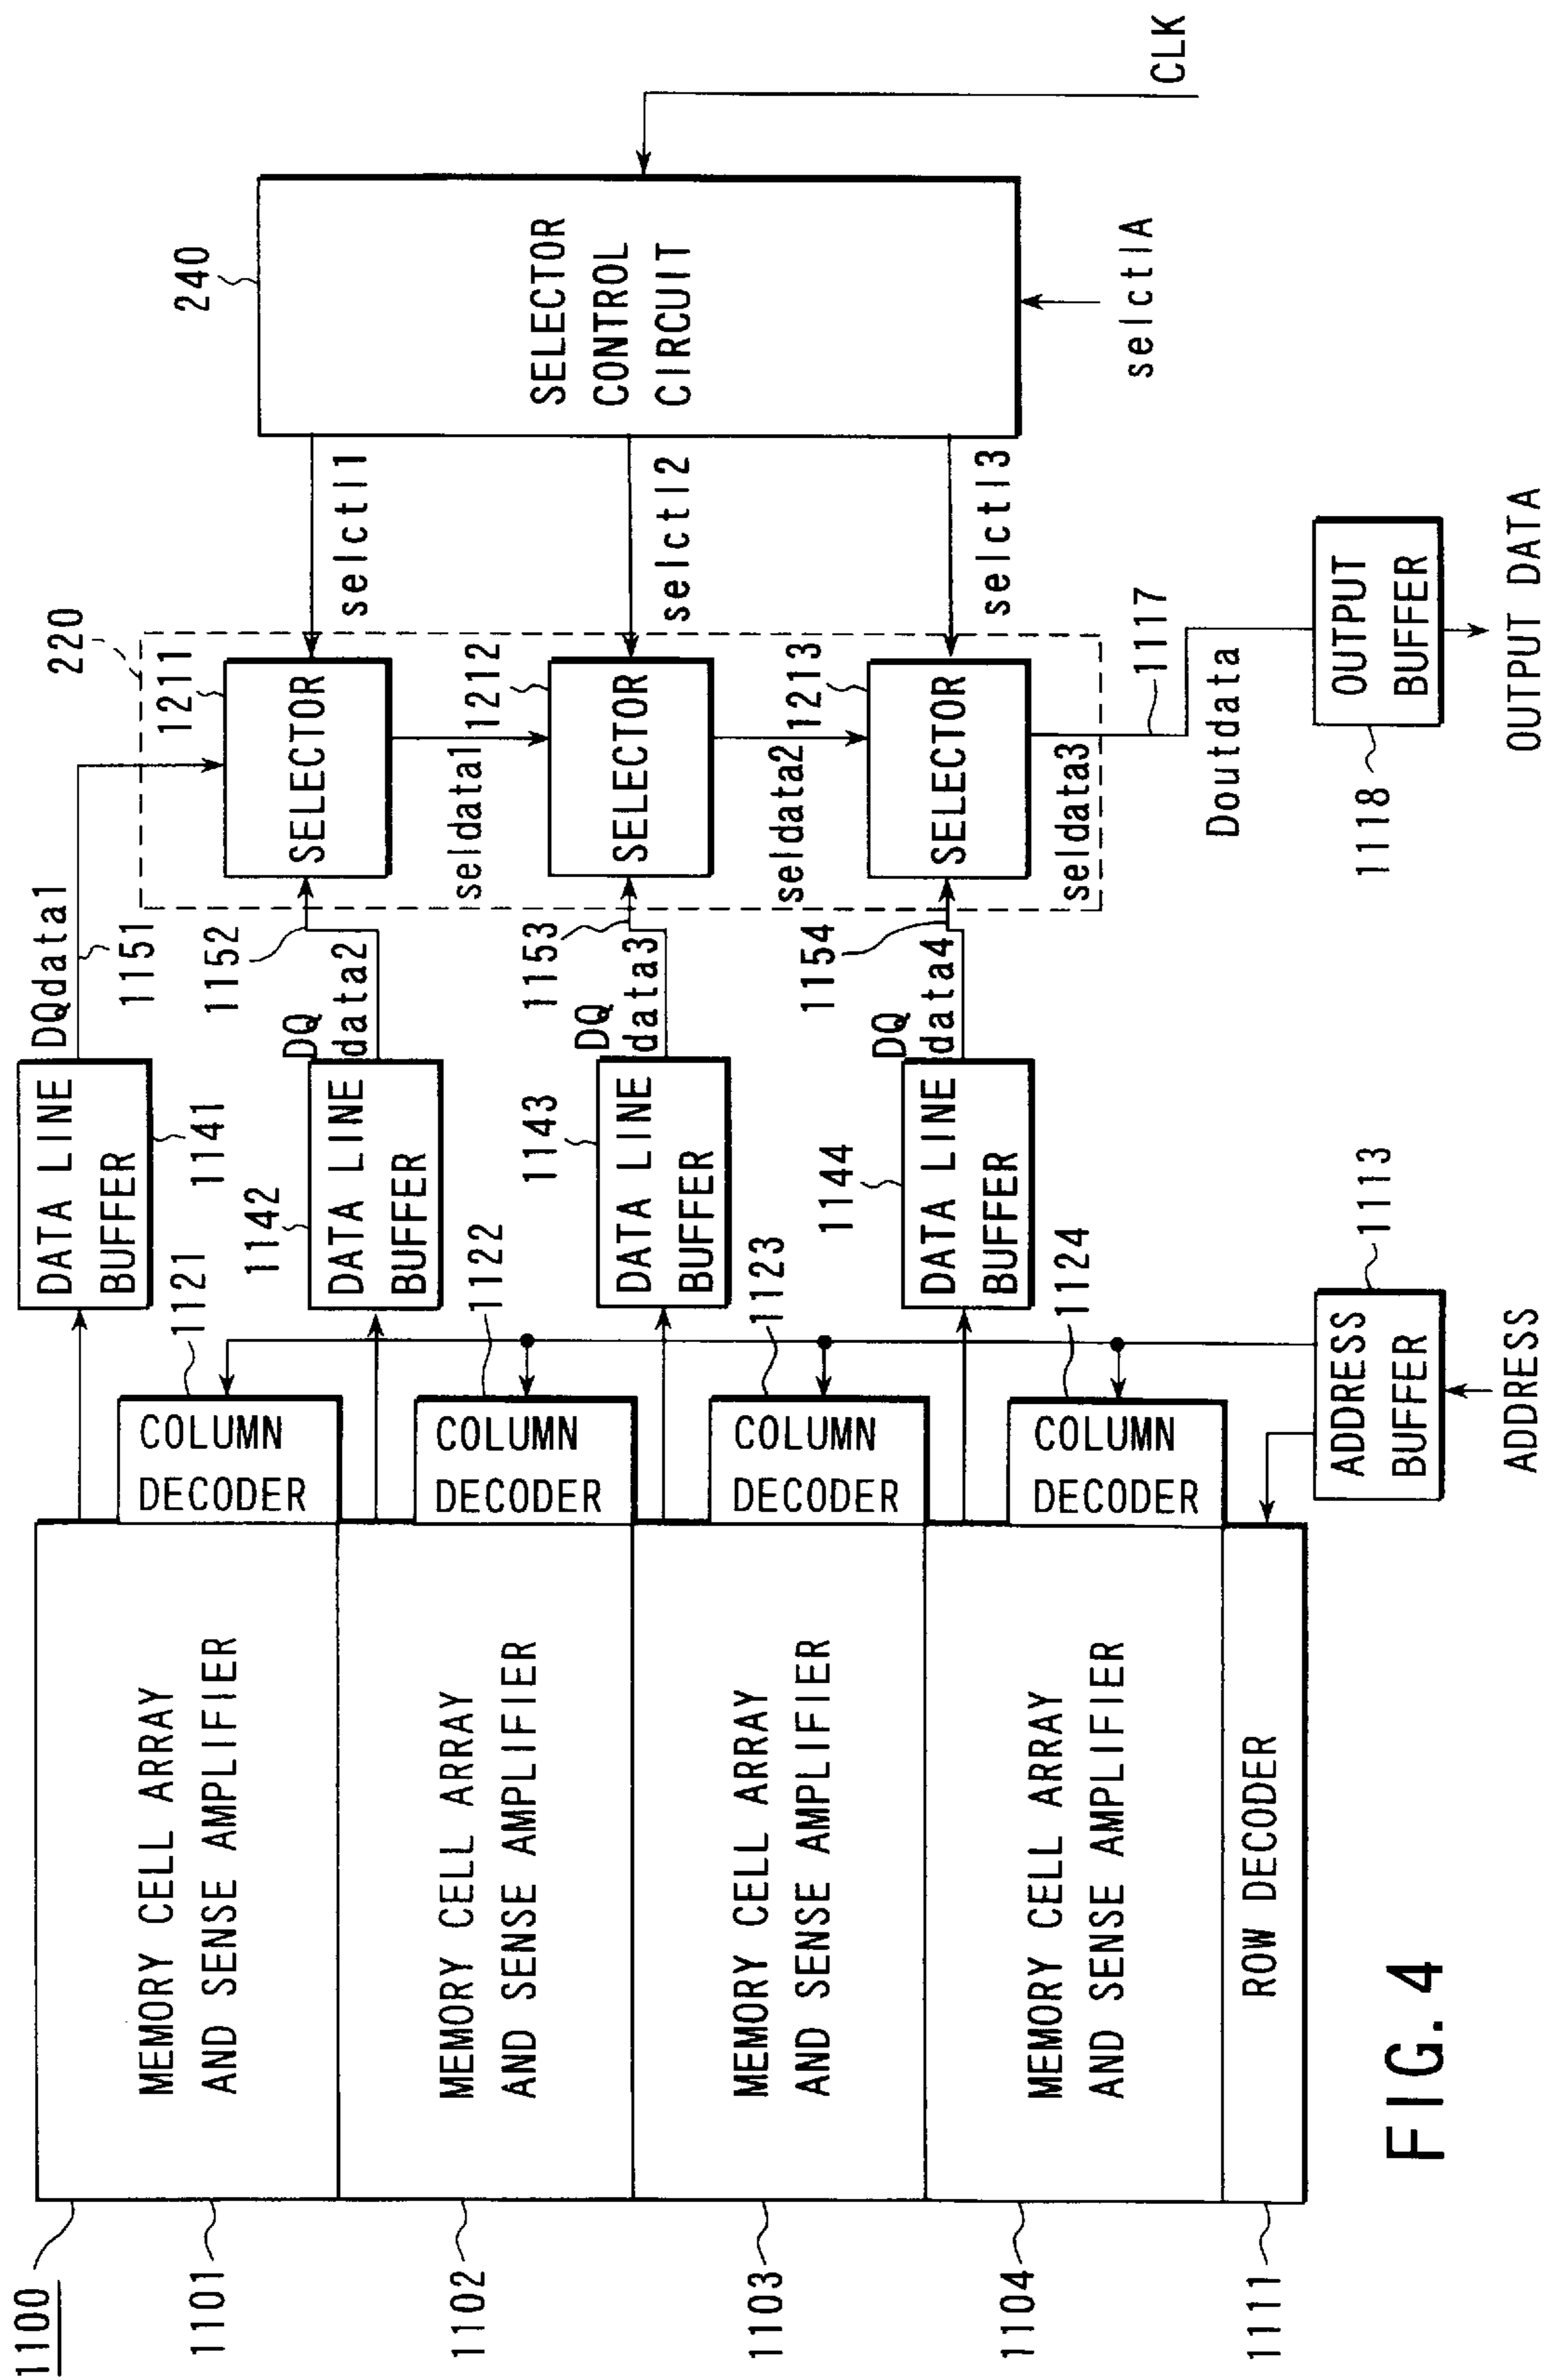 1100
1101
1102
1103
1104
1111
MEMORY CELL ARRAY
AND SENSE AMPLIFIER
MEMORY CELL ARRAY
AND SENSE AMPLIFIER
MEMORY CELL ARRAY
AND SENSE AMPLIFIER
MEMORY CELL ARRAY
AND SENSE AMPLIFIER
ROW DECODER
COLUMN
DECODER
1121
COLUMN
DECODER
1122
COLUMN
DECODER
1123
COLUMN
DECODER
1124
ADDRESS
BUFFER
1113
ADDRESS
DATA LINE
BUFFER
1141
DATA LINE
BUFFER
1142
DATA LINE
BUFFER
1143
DATA LINE
BUFFER
1144
DQdata1
1151
DQ
data2
1152
DQ
data3
1153
DQ
data4
1154
220
SELECTOR
1211
seldata1
SELECTOR
1212
seldata2
SELECTOR
1213
seldata3
selctl1
selctl2
selctl3
240
SELECTOR
CONTROL
CIRCUIT
selctlA
CLK
Doutdata
1117
OUTPUT
BUFFER
1118
OUTPUT DATA
FIG. 4